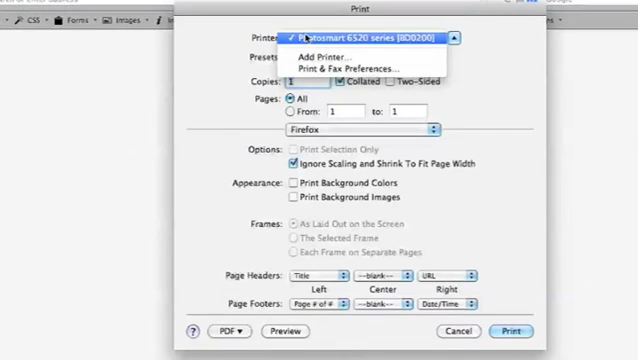 Print
CSS Forms Images
Printer ✓ Photosmart 6520 series [8D0200]
Add Printer...
Presets
Print & Fax Preferences...
Copies: 1 Collated Two-Sided
Pages: All
From: 1 to: 1
Firefox
Options: Print Selection Only
Ignore Scaling and Shrink To Fit Page Width
Appearance: Print Background Colors
Print Background Images
Frames: As Laid Out on the Screen
The Selected Frame
Each Frame on Separate Pages
Page Headers: Title --blank-- URL
Left Center Right
Page Footers: Page # of # --blank-- Date/Time
? PDF ▾ Preview Cancel Print